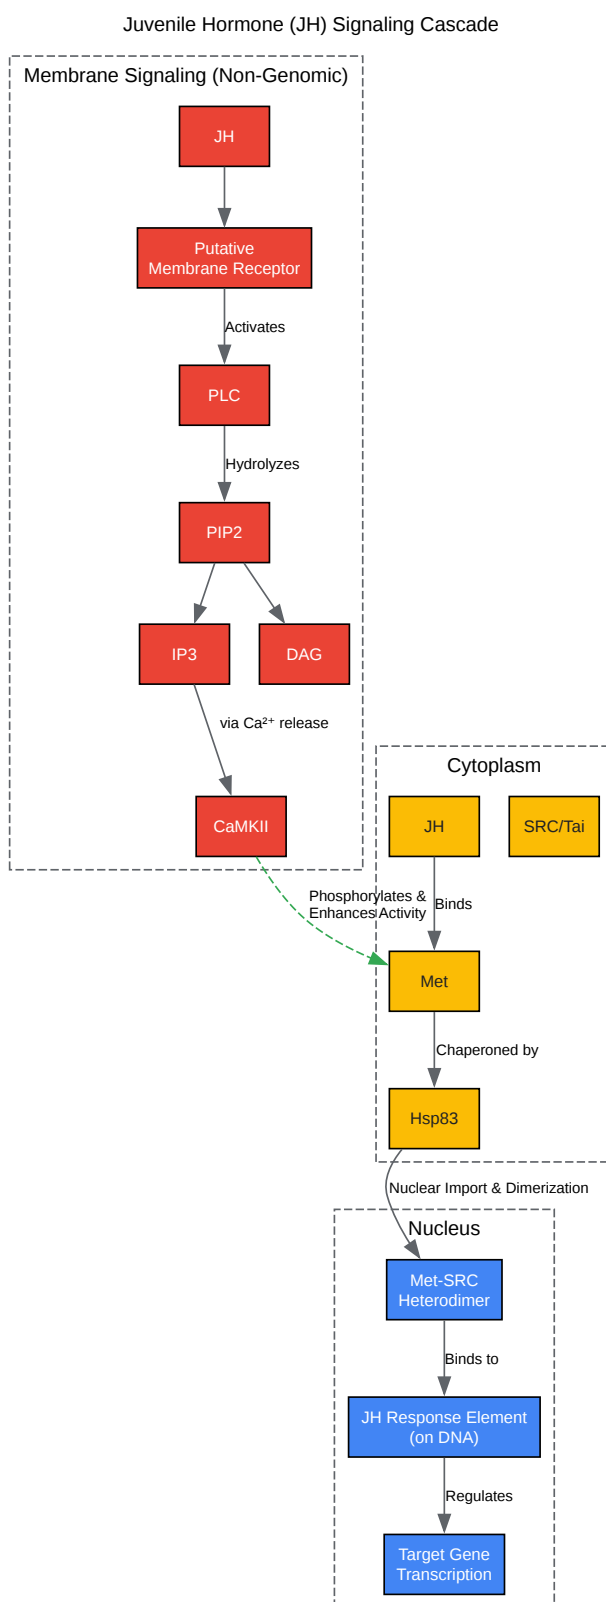 Juvenile Hormone (JH) Signaling Cascade
Membrane Signaling (Non-Genomic)
JH
Putative
Membrane Receptor
Activates
PLC
Hydrolyzes
PIP2
IP3
DAG
via Ca²⁺ release
CaMKII
Cytoplasm
JH
SRC/Tai
Phosphorylates &
Enhances Activity
Binds
Met
Chaperoned by
Hsp83
Nuclear Import & Dimerization
Nucleus
Met-SRC
Heterodimer
Binds to
JH Response Element
(on DNA)
Regulates
Target Gene
Transcription